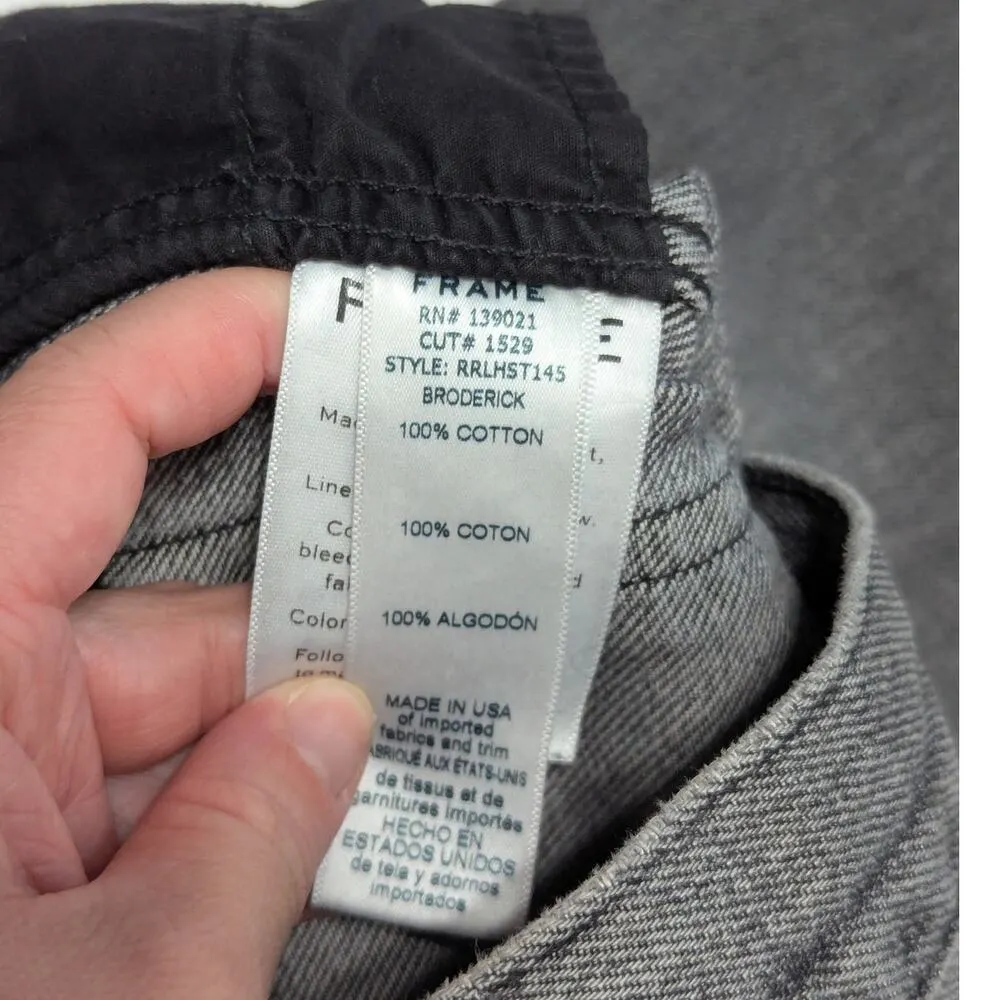 FRAME
RN# 139021
CUT# 1529
STYLE: RRLHST145
BRODERICK
100% COTTON
100% COTON
100% ALGODÓN
MADE IN USA
of imported
fabrics and trim
FABRIQUÉ AUX ÉTATS-UNIS
de tissus et de
garnitures importés
HECHO EN
ESTADOS UNIDOS
de tela y adornos
importados
F
E
Line
Color
Follo